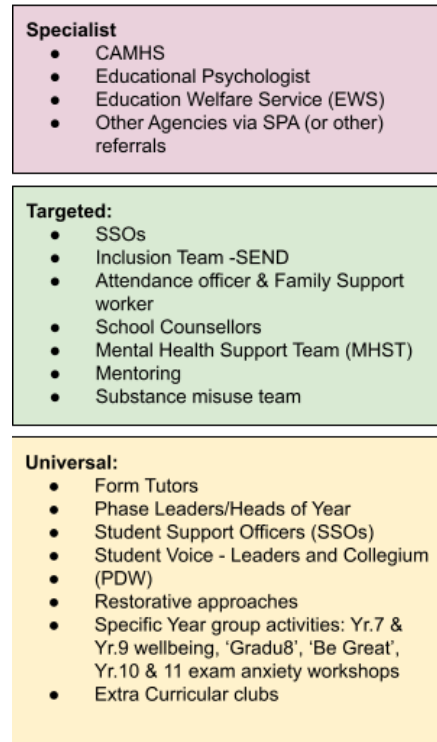 Specialist
● CAMHS
● Educational Psychologist
● Education Welfare Service (EWS)
● Other Agencies via SPA (or other)
referrals
Targeted:
● SSOs
● Inclusion Team -SEND
● Attendance officer & Family Support
worker
● School Counsellors
● Mental Health Support Team (MHST)
● Mentoring
● Substance misuse team
Universal:
● Form Tutors
● Phase Leaders/Heads of Year
● Student Support Officers (SSOs)
● Student Voice - Leaders and Collegium
● (PDW)
● Restorative approaches
● Specific Year group activities: Yr.7 &
Yr.9 wellbeing, ‘Gradu8’, ‘Be Great’,
Yr.10 & 11 exam anxiety workshops
● Extra Curricular clubs